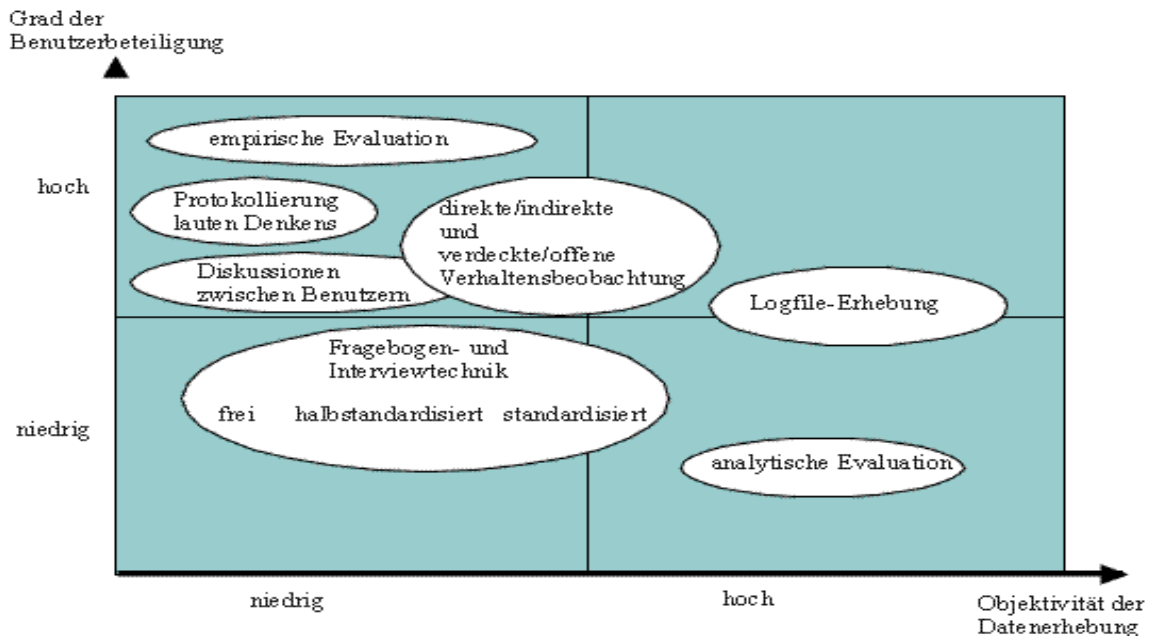 Grad der
Benutzerbeteiligung
empirische Evaluation
hoch
Protokollierung
lauten Denkens
direkte/indirekte
und
verdeckte/offene
Verhaltensbeobachtung
Diskussionen
zwischen Benutzern
Logfile-Erhebung
Fragebogen- und
Interviewtechnik
frei halbstandardisiert standardisiert
niedrig
analytische Evaluation
niedrig
hoch
Objektivität der
Datenerhebung